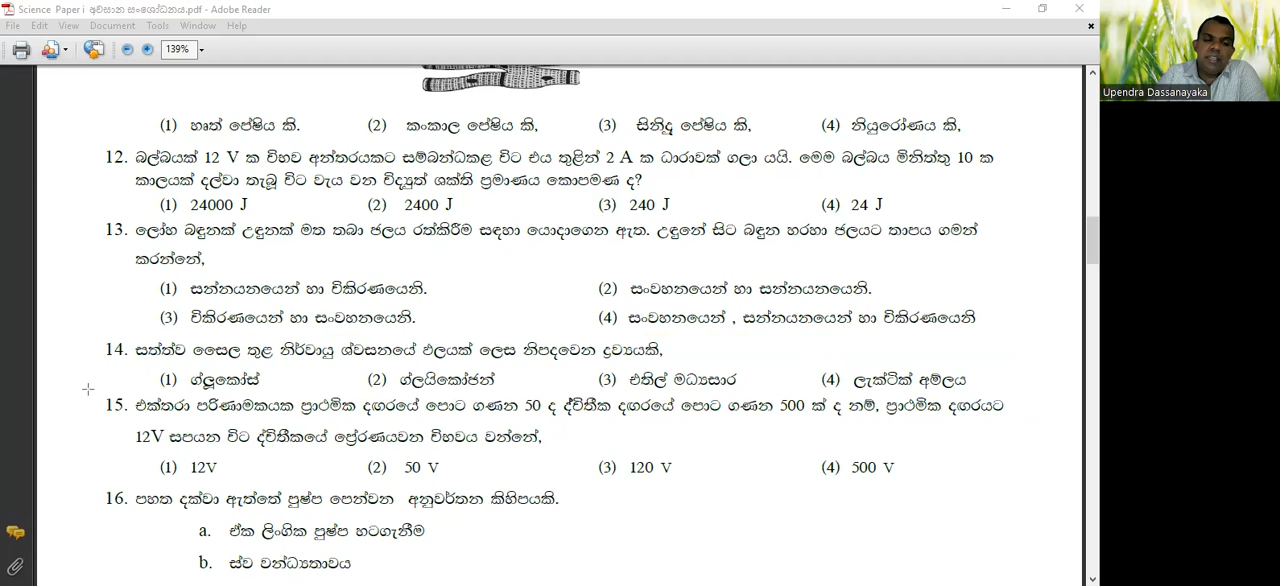 Science Paper i අවසාන සංශෝධනය.pdf - Adobe Reader
File Edit View Document Tools Window Help
139%
Upendra Dassanayaka
(1) හෘත් පේෂිය කි. (2) කංකාල පේෂිය කි, (3) සිනිඳු පේෂිය කි, (4) නියුරෝණය කි,
12. බල්බයක් 12 V ක විභව අන්තරයකට සම්බන්ධකළ විට එය තුළින් 2 A ක ධාරාවක් ගලා යයි. මෙම බල්බය මිනිත්තු 10 ක
කාලයක් දල්වා තැබූ විට වැය වන විද්‍යුත් ශක්ති ප්‍රමාණය කොපමණ ද?
(1) 24000 J (2) 2400 J (3) 240 J (4) 24 J
13. ලෝහ බඳුනක් උඳුනක් මත තබා ජලය රත්කිරීම සඳහා යොදාගෙන ඇත. උඳුනේ සිට බඳුන හරහා ජලයට තාපය ගමන්
කරන්නේ,
(1) සන්නයනයෙන් හා විකිරණයෙනි. (2) සංවහනයෙන් හා සන්නයනයෙනි.
(3) විකිරණයෙන් හා සංවහනයෙනි. (4) සංවහනයෙන් , සන්නයනයෙන් හා විකිරණයෙනි
14. සත්ත්ව සෛල තුළ නිර්වායු ශ්වසනයේ ඵලයක් ලෙස නිපදවෙන ද්‍රව්‍යයකි,
(1) ග්ලූකෝස් (2) ග්ලයිකෝජන් (3) එතිල් මධ්‍යසාර (4) ලැක්ටික් අම්ලය
15. එක්තරා පරිණාමකයක ප්‍රාථමික දඟරයේ පොට ගණන 50 ද ද්විතීක දඟරයේ පොට ගණන 500 ක් ද නම්, ප්‍රාථමික දඟරයට
12V සපයන විට ද්විතීකයේ ප්‍රේරණයවන විභවය වන්නේ,
(1) 12V (2) 50 V (3) 120 V (4) 500 V
16. පහත දක්වා ඇත්තේ පුෂ්ප පෙන්වන අනුවර්තන කිහිපයකි.
a. ඒක ලිංගික පුෂ්ප හටගැනීම
b. ස්ව වන්ධ්‍යතාවය